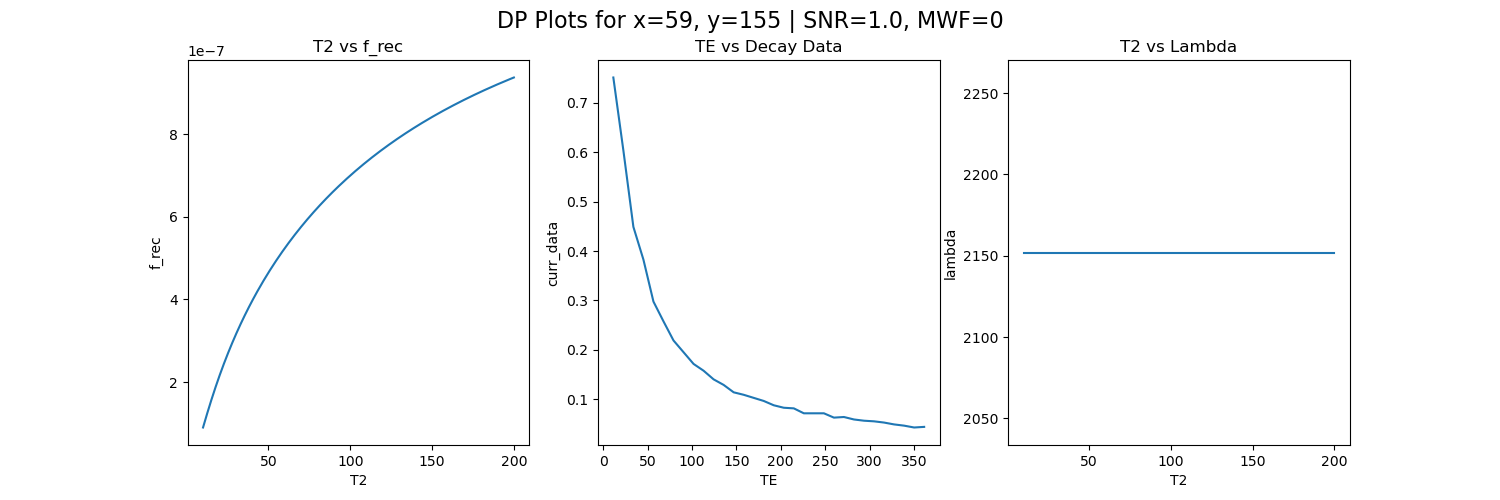 DP Plots for x=59, y=155 | SNR=1.0, MWF=0
T2 vs f_rec
1e−7
8
6
4
2
f_rec
50
100
150
200
T2
TE vs Decay Data
0.7
0.6
0.5
0.4
0.3
0.2
0.1
curr_data
0
50
100
150
200
250
300
350
TE
T2 vs Lambda
2250
2200
2150
2100
2050
lambda
50
100
150
200
T2